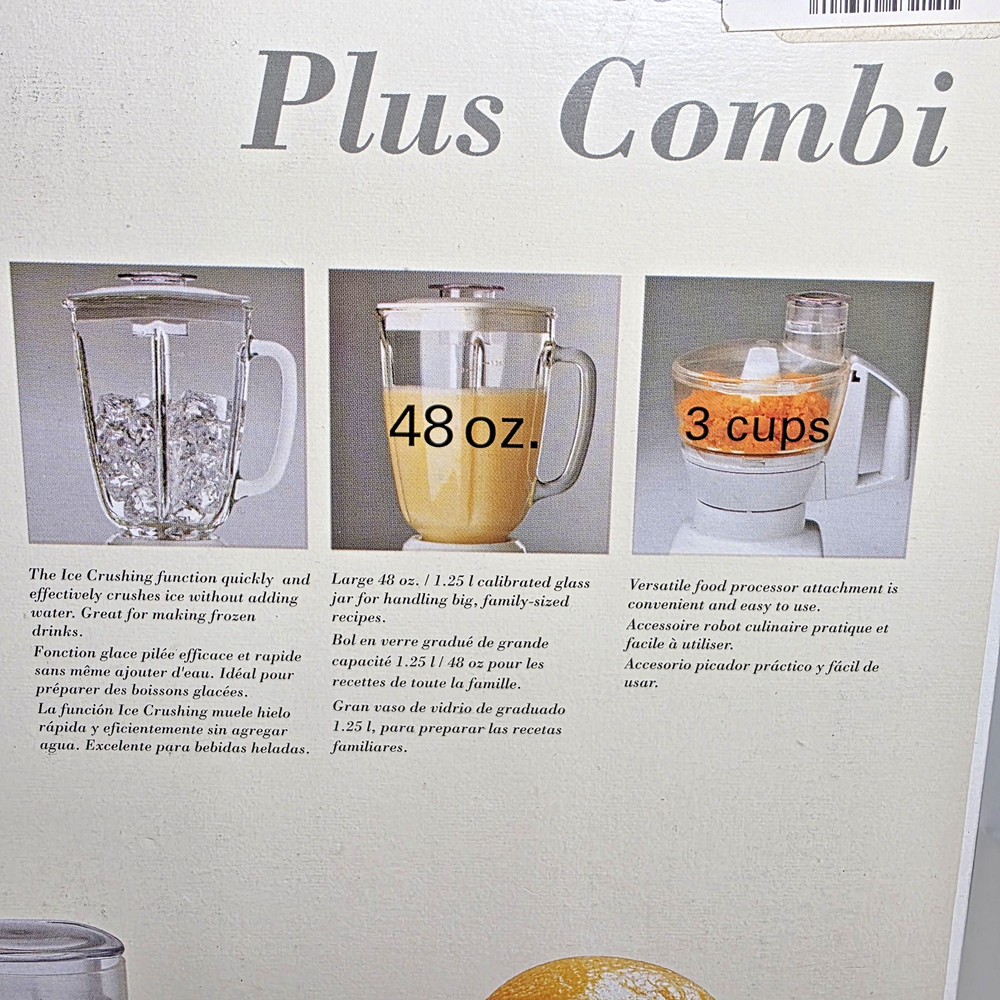 Plus Combi
48 oz.
3 cups
The Ice Crushing function quickly and
effectively crushes ice without adding
water. Great for making frozen
drinks.
Fonction glace pilée efficace et rapide
sans même ajouter d'eau. Idéal pour
préparer des boissons glacées.
La función Ice Crushing muele hielo
rápida y eficientemente sin agregar
agua. Excelente para bebidas heladas.
Large 48 oz. / 1.25 l calibrated glass
jar for handling big, family-sized
recipes.
Bol en verre gradué de grande
capacité 1.25 l / 48 oz pour les
recettes de toute la famille.
Gran vaso de vidrio de graduado
1.25 l, para preparar las recetas
familiares.
Versatile food processor attachment is
convenient and easy to use.
Accessoire robot culinaire pratique et
facile à utiliser.
Accesorio picador práctico y fácil de
usar.